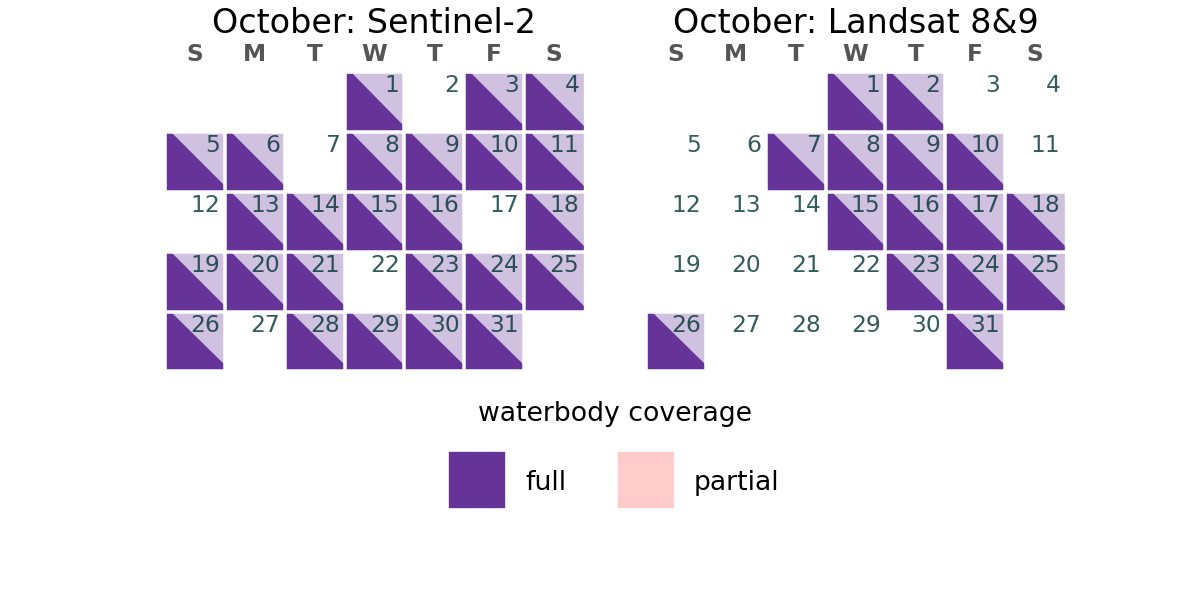 October: Sentinel-2
S M T W T F S
1 2 3 4
5 6 7 8 9 10 11
12 13 14 15 16 17 18
19 20 21 22 23 24 25
26 27 28 29 30 31
October: Landsat 8&9
S M T W T F S
1 2 3 4
5 6 7 8 9 10 11
12 13 14 15 16 17 18
19 20 21 22 23 24 25
26 27 28 29 30 31
waterbody coverage
full
partial